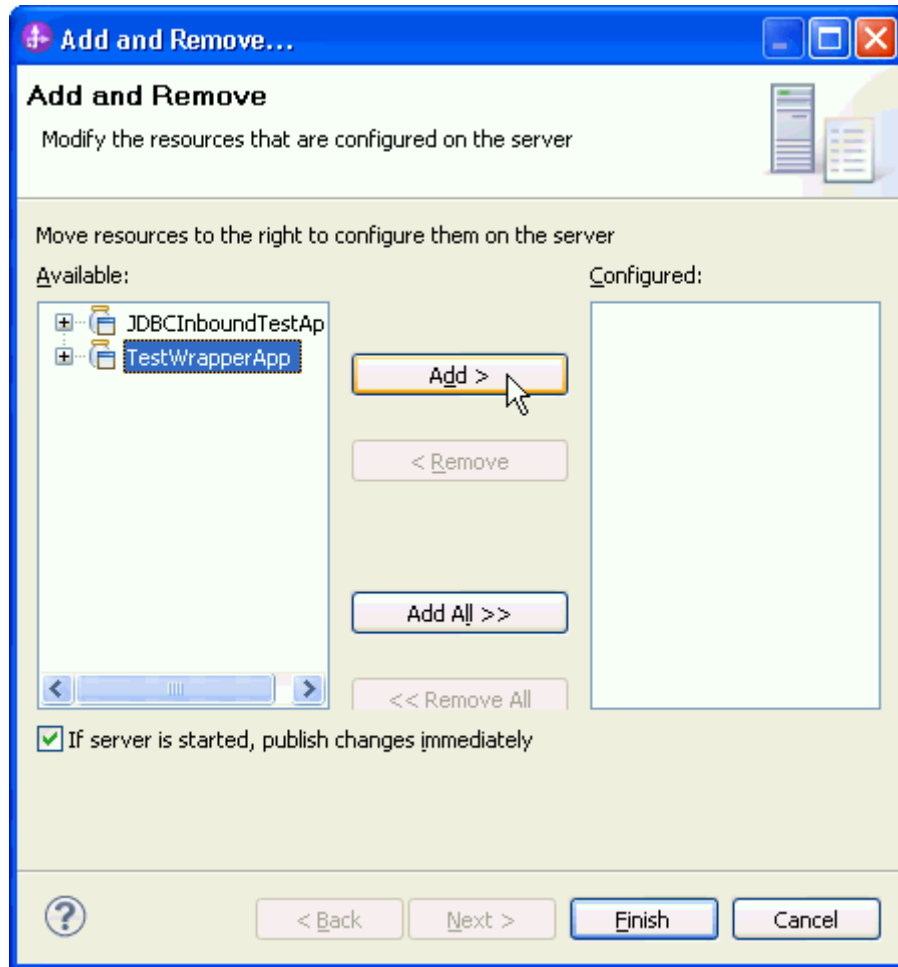 Add and Remove...
Add and Remove
Modify the resources that are configured on the server
Move resources to the right to configure them on the server
Available:
Configured:
JDBCInboundTestAp
TestWrapperApp
Add >
< Remove
Add All >>
<< Remove All
If server is started, publish changes immediately
?
< Back
Next >
Finish
Cancel